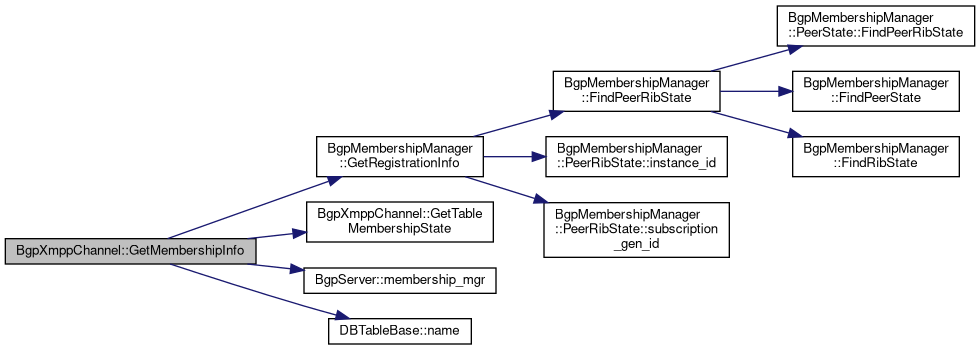 BgpXmppChannel::GetMembershipInfo
BgpMembershipManager
::GetRegistrationInfo
BgpMembershipManager
::FindPeerRibState
BgpMembershipManager
::PeerState::FindPeerRibState
BgpMembershipManager
::FindPeerState
BgpMembershipManager
::FindRibState
BgpMembershipManager
::PeerRibState::instance_id
BgpMembershipManager
::PeerRibState::subscription
_gen_id
BgpXmppChannel::GetTable
MembershipState
BgpServer::membership_mgr
DBTableBase::name